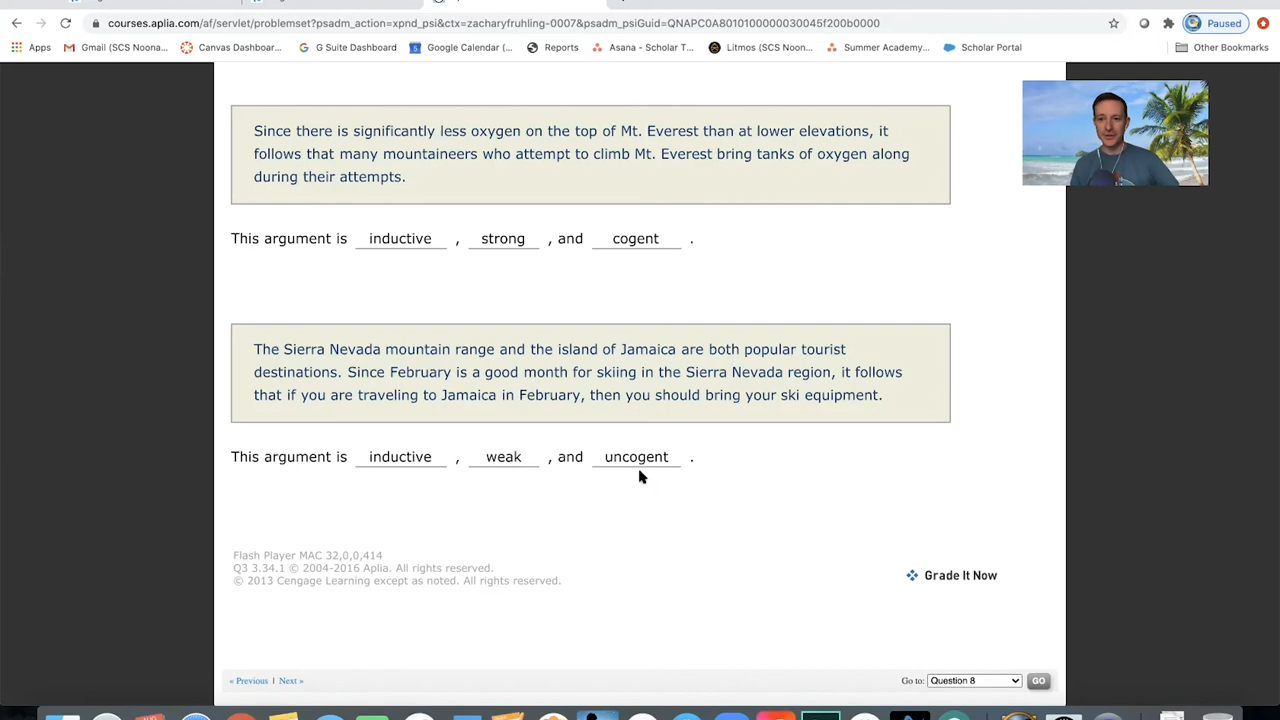 courses.aplia.com/af/servlet/problemset?psadm_action=xpnd_psi&ctx=zacharyfruhling-0007&psadm_psiGuid=QNAPC0A8010100000030045f200b0000
Paused
Apps
Gmail (SCS Noona...
Canvas Dashboar...
G Suite Dashboard
Google Calendar (...
Reports
Asana - Scholar T...
Litmos (SCS Noon...
Summer Academy...
Scholar Portal
Other Bookmarks
Since there is significantly less oxygen on the top of Mt. Everest than at lower elevations, it
follows that many mountaineers who attempt to climb Mt. Everest bring tanks of oxygen along
during their attempts.
This argument is inductive , strong , and cogent .
The Sierra Nevada mountain range and the island of Jamaica are both popular tourist
destinations. Since February is a good month for skiing in the Sierra Nevada region, it follows
that if you are traveling to Jamaica in February, then you should bring your ski equipment.
This argument is inductive , weak , and uncogent .
Flash Player MAC 32,0,0,414
Q3 3.34.1 © 2004-2016 Aplia. All rights reserved.
© 2013 Cengage Learning except as noted. All rights reserved.
Grade It Now
« Previous | Next »
Go to: Question 8 GO